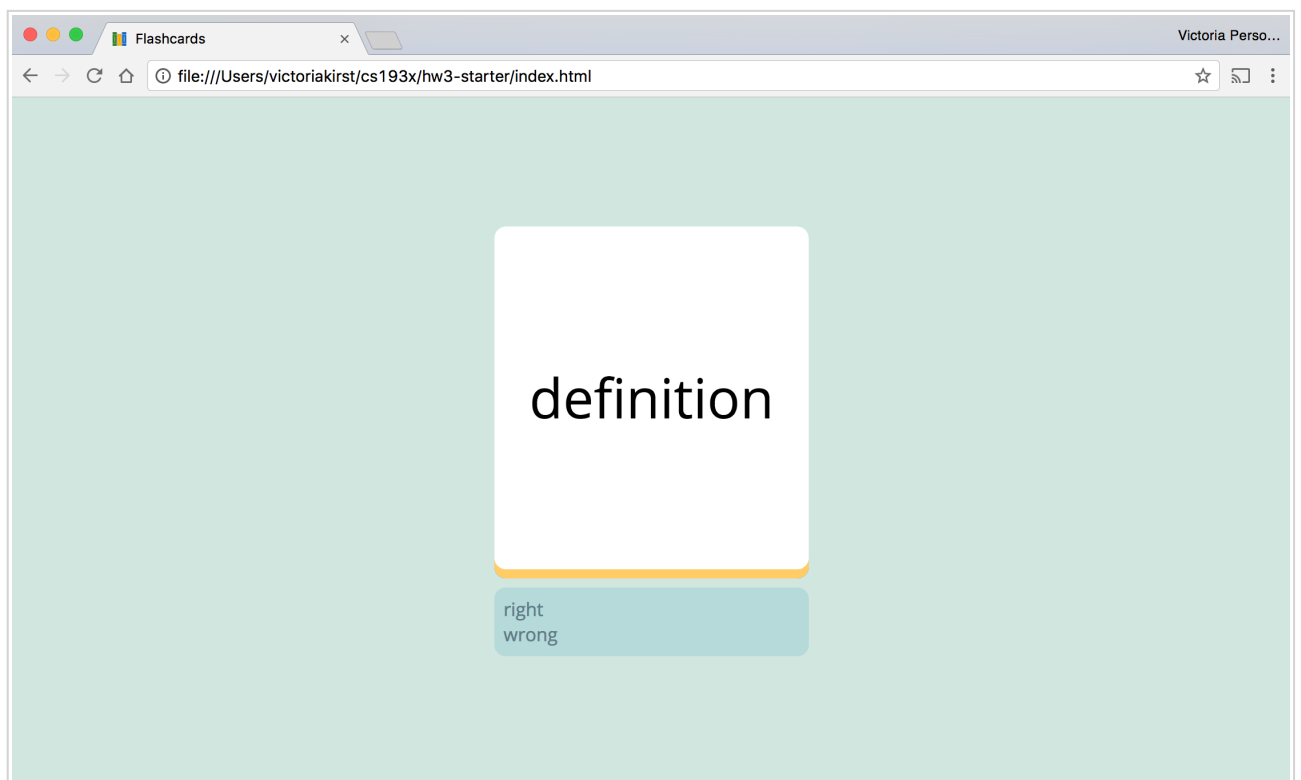 Flashcards
Victoria Perso...
file:///Users/victoriakirst/cs193x/hw3-starter/index.html
definition
right
wrong